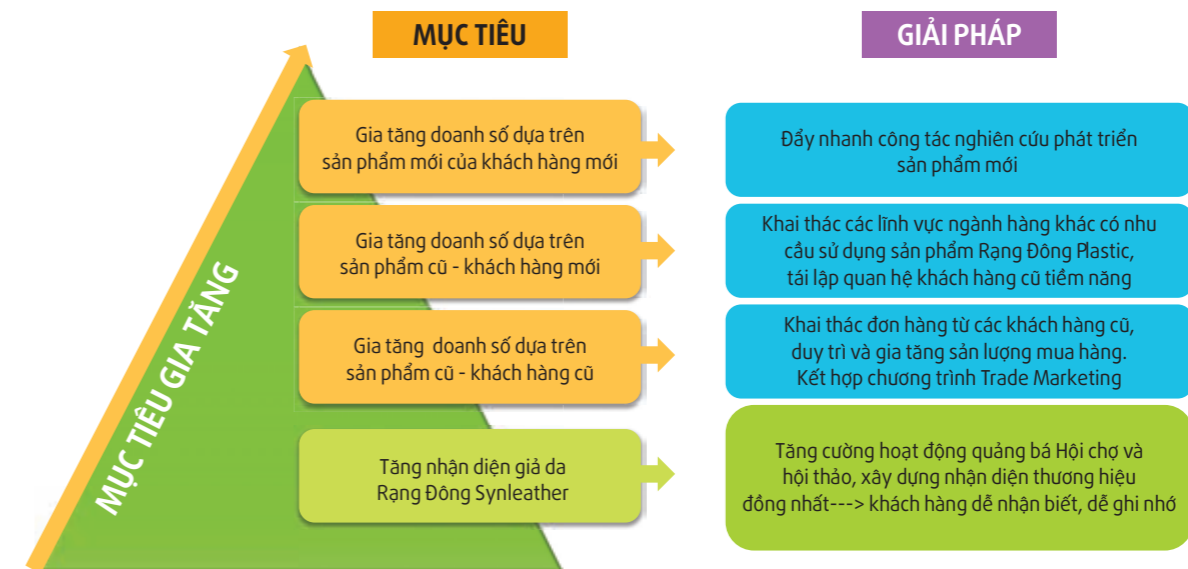 MỤC TIÊU
GIẢI PHÁP
Gia tăng doanh số dựa trên
sản phẩm mới của khách hàng mới
Đẩy nhanh công tác nghiên cứu phát triển
sản phẩm mới
Gia tăng doanh số dựa trên
sản phẩm cũ - khách hàng mới
Khai thác các lĩnh vực ngành hàng khác có nhu
cầu sử dụng sản phẩm Rạng Đông Plastic,
tái lập quan hệ khách hàng cũ tiềm năng
Gia tăng doanh số dựa trên
sản phẩm cũ - khách hàng cũ
Khai thác đơn hàng từ các khách hàng cũ,
duy trì và gia tăng sản lượng mua hàng.
Kết hợp chương trình Trade Marketing
Tăng nhận diện giả da
Rạng Đông Synleather
Tăng cường hoạt động quảng bá Hội chợ và
hội thảo, xây dựng nhận diện thương hiệu
đồng nhất---> khách hàng dễ nhận biết, dễ ghi nhớ
MỤC TIÊU GIA TĂNG